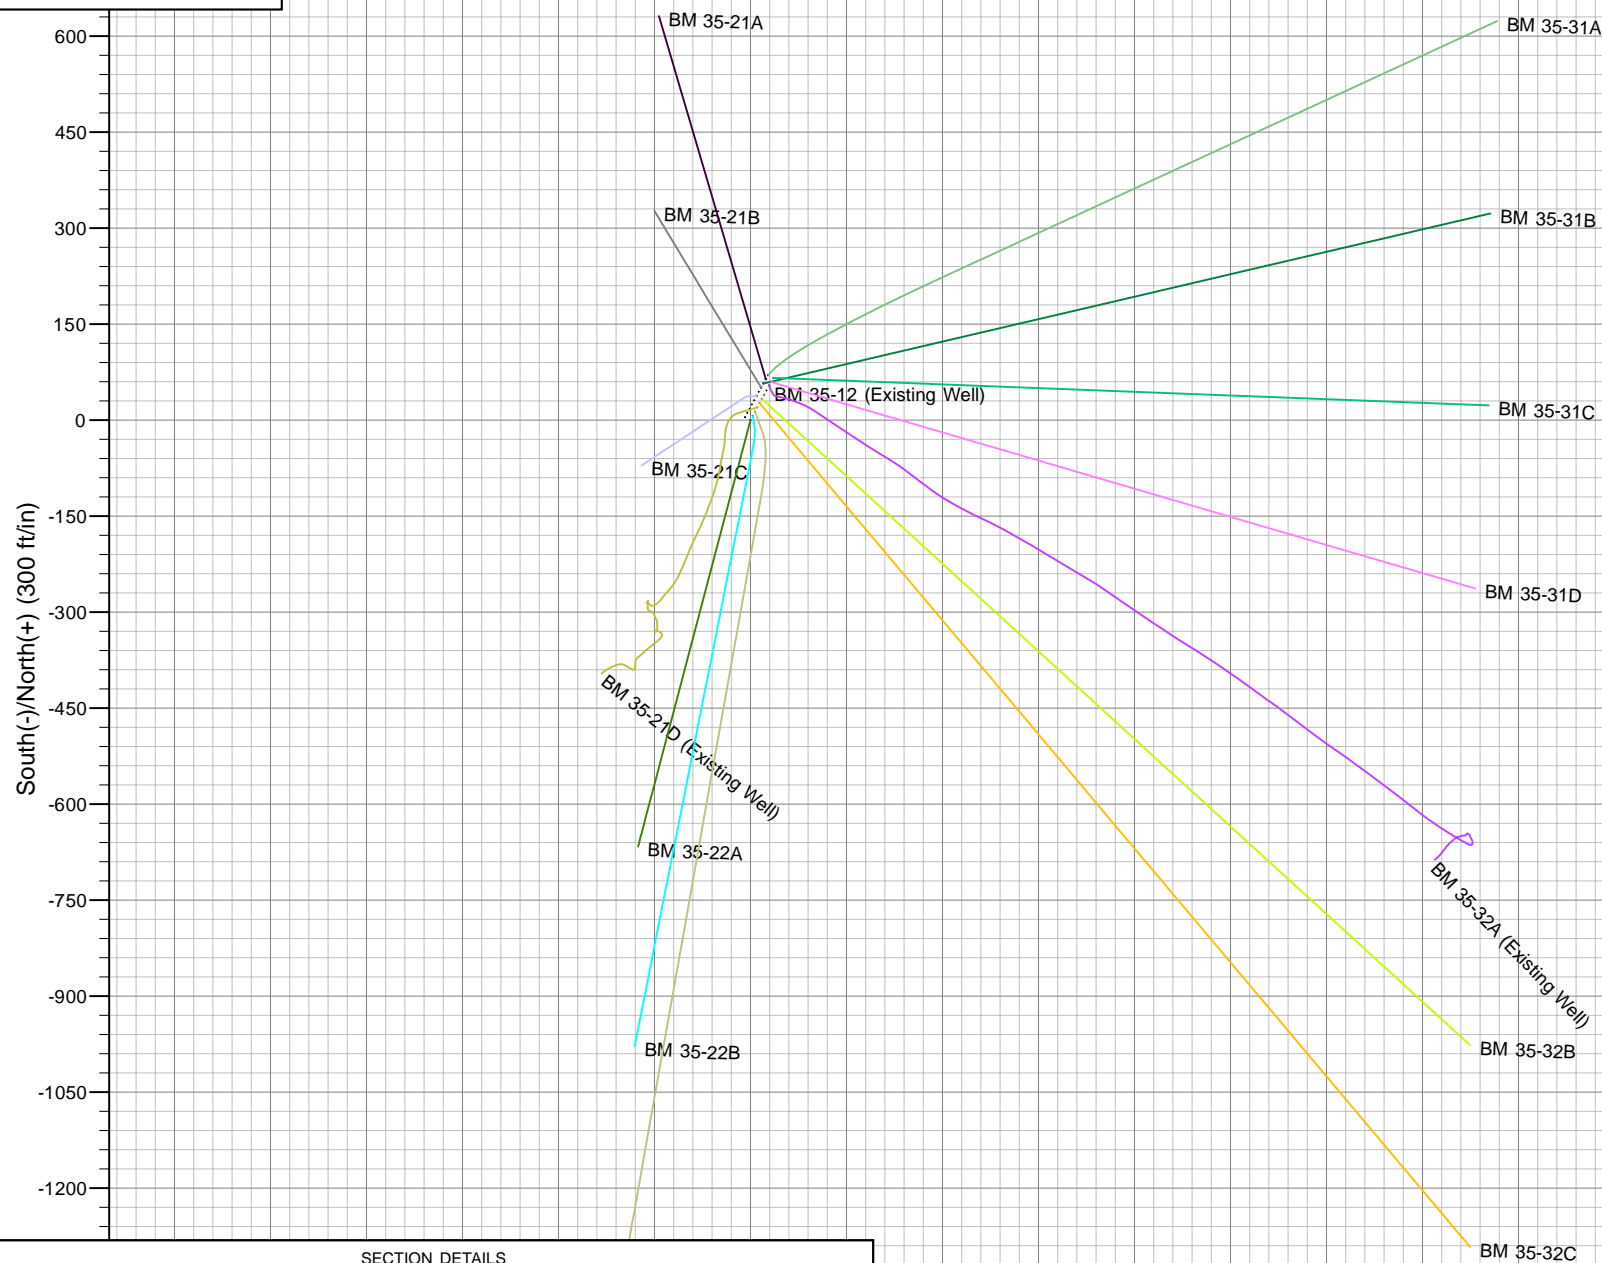 BM 35-21A
BM 35-31A
600
450
BM 35-21B
BM 35-31B
300
150
BM 35-12 (Existing Well)
BM 35-31C
0
BM 35-21C
South(-)/North(+) (300 ft/in)
-150
BM 35-31D
-300
BM 35-21D (Existing Well)
-450
-600
BM 35-22A
BM 35-32A (Existing Well)
-750
-900
BM 35-22B
BM 35-32B
-1050
-1200
BM 35-32C
SECTION DETAILS